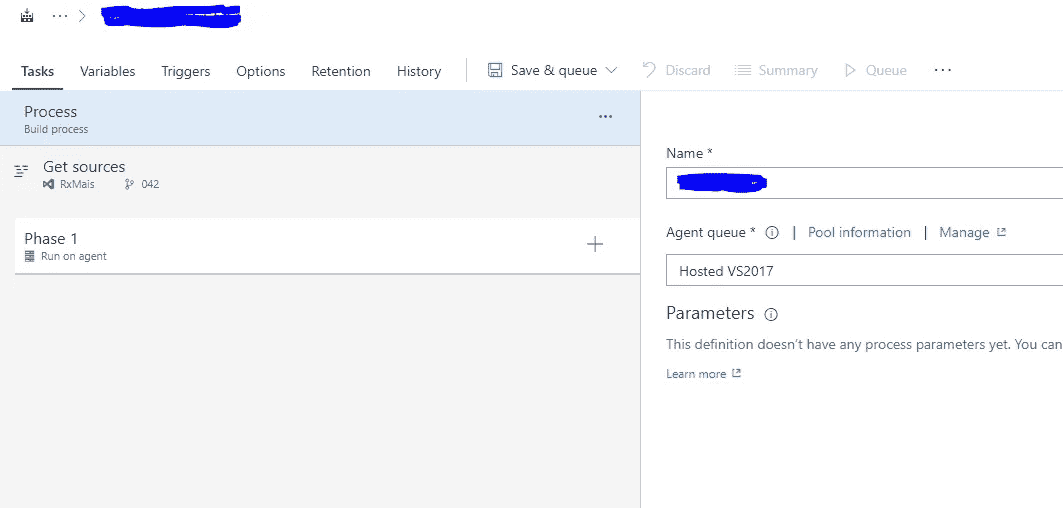 Tasks Variables Triggers Options Retention History Save & queue Discard Summary Queue
Process
Build process
Get sources
RxMais 042
Phase 1
Run on agent
Name *
Agent queue * | Pool information | Manage
Hosted VS2017
Parameters
This definition doesn't have any process parameters yet. You can
Learn more